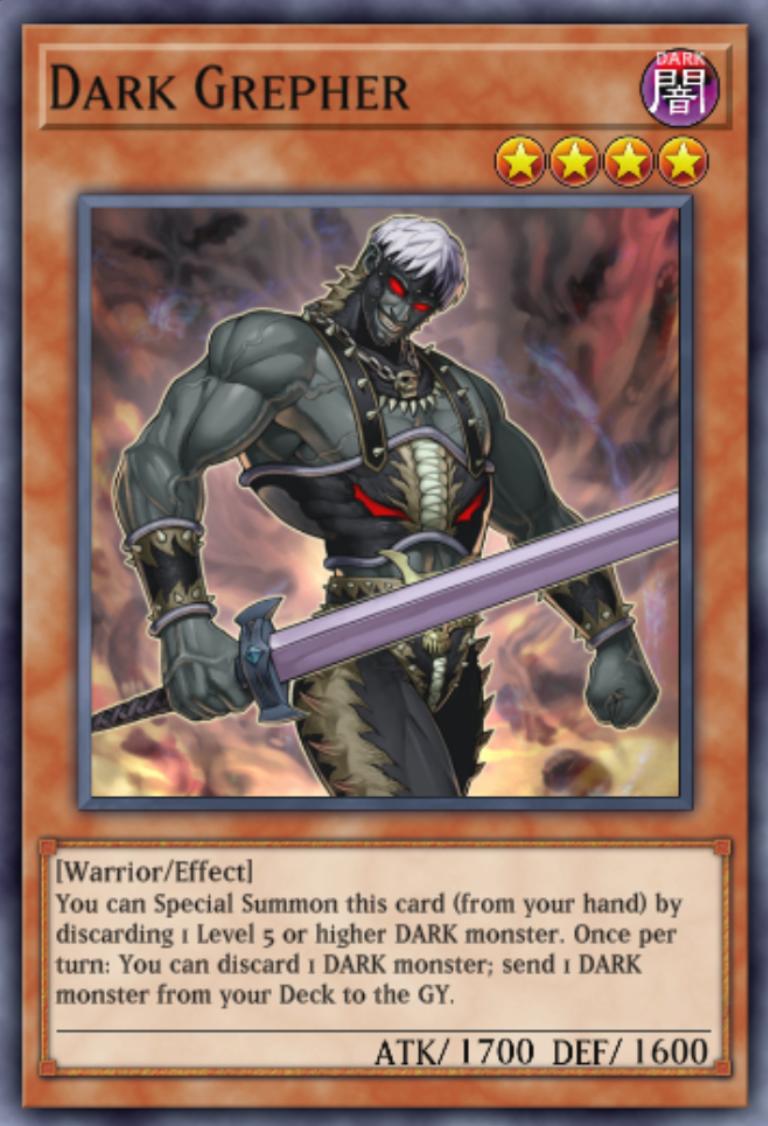 Dark Grepher
DARK
闇
[Warrior/Effect]
You can Special Summon this card (from your hand) by
discarding 1 Level 5 or higher DARK monster. Once per
turn: You can discard 1 DARK monster; send 1 DARK
monster from your Deck to the GY.
ATK/ 1700 DEF/ 1600